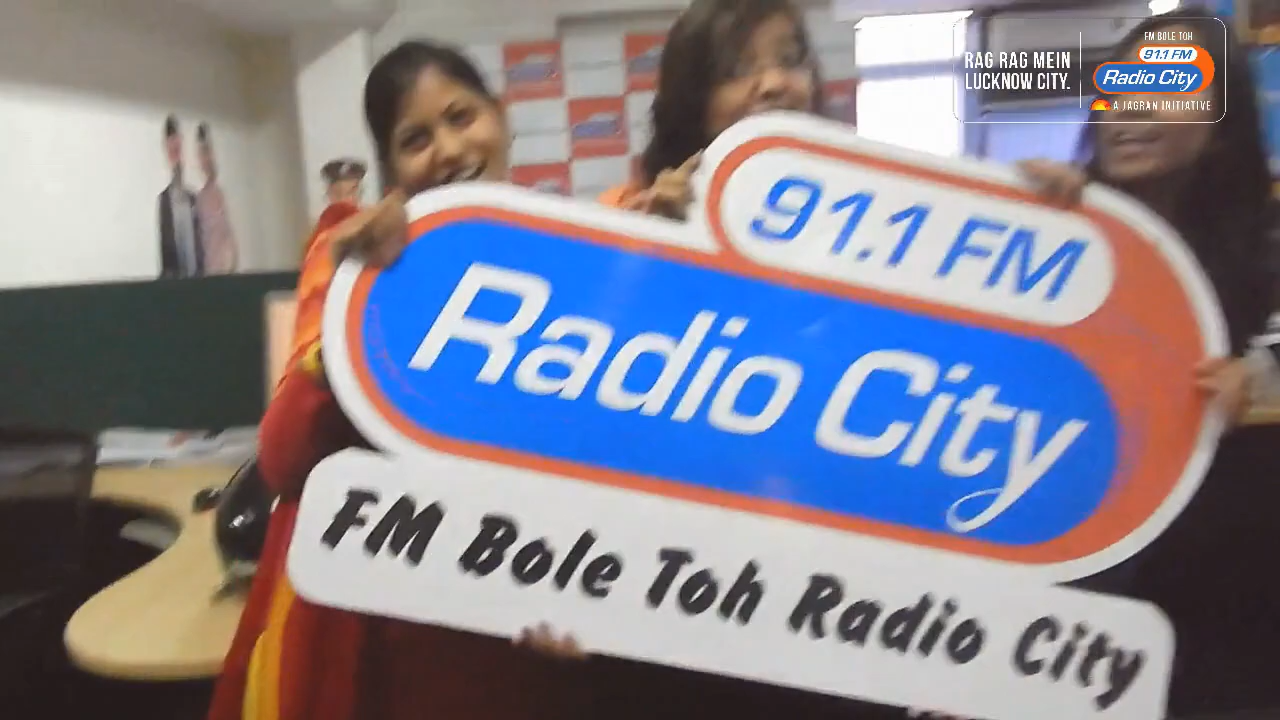 RAG RAG MEIN
LUCKNOW CITY.
FM BOLE TOH
91.1 FM
Radio City
A JAGRAN INITIATIVE
91.1 FM
Radio City
FM Bole Toh Radio City